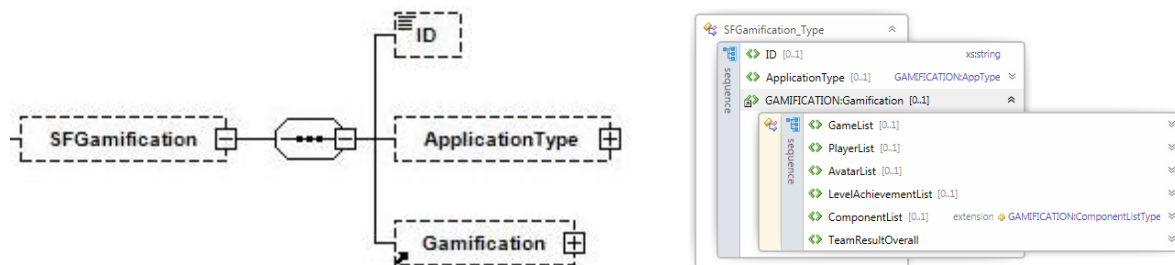 ID
SFGamification
ApplicationType
Gamification
SFGamification_Type
sequence
ID [0..1] xs:string
ApplicationType [0..1] GAMIFICATION:AppType
GAMIFICATION:Gamification [0..1]
sequence
GameList [0..1]
PlayerList [0..1]
AvatarList [0..1]
LevelAchievementList [0..1]
ComponentList [0..1] extension GAMIFICATION:ComponentListType
TeamResultOverall